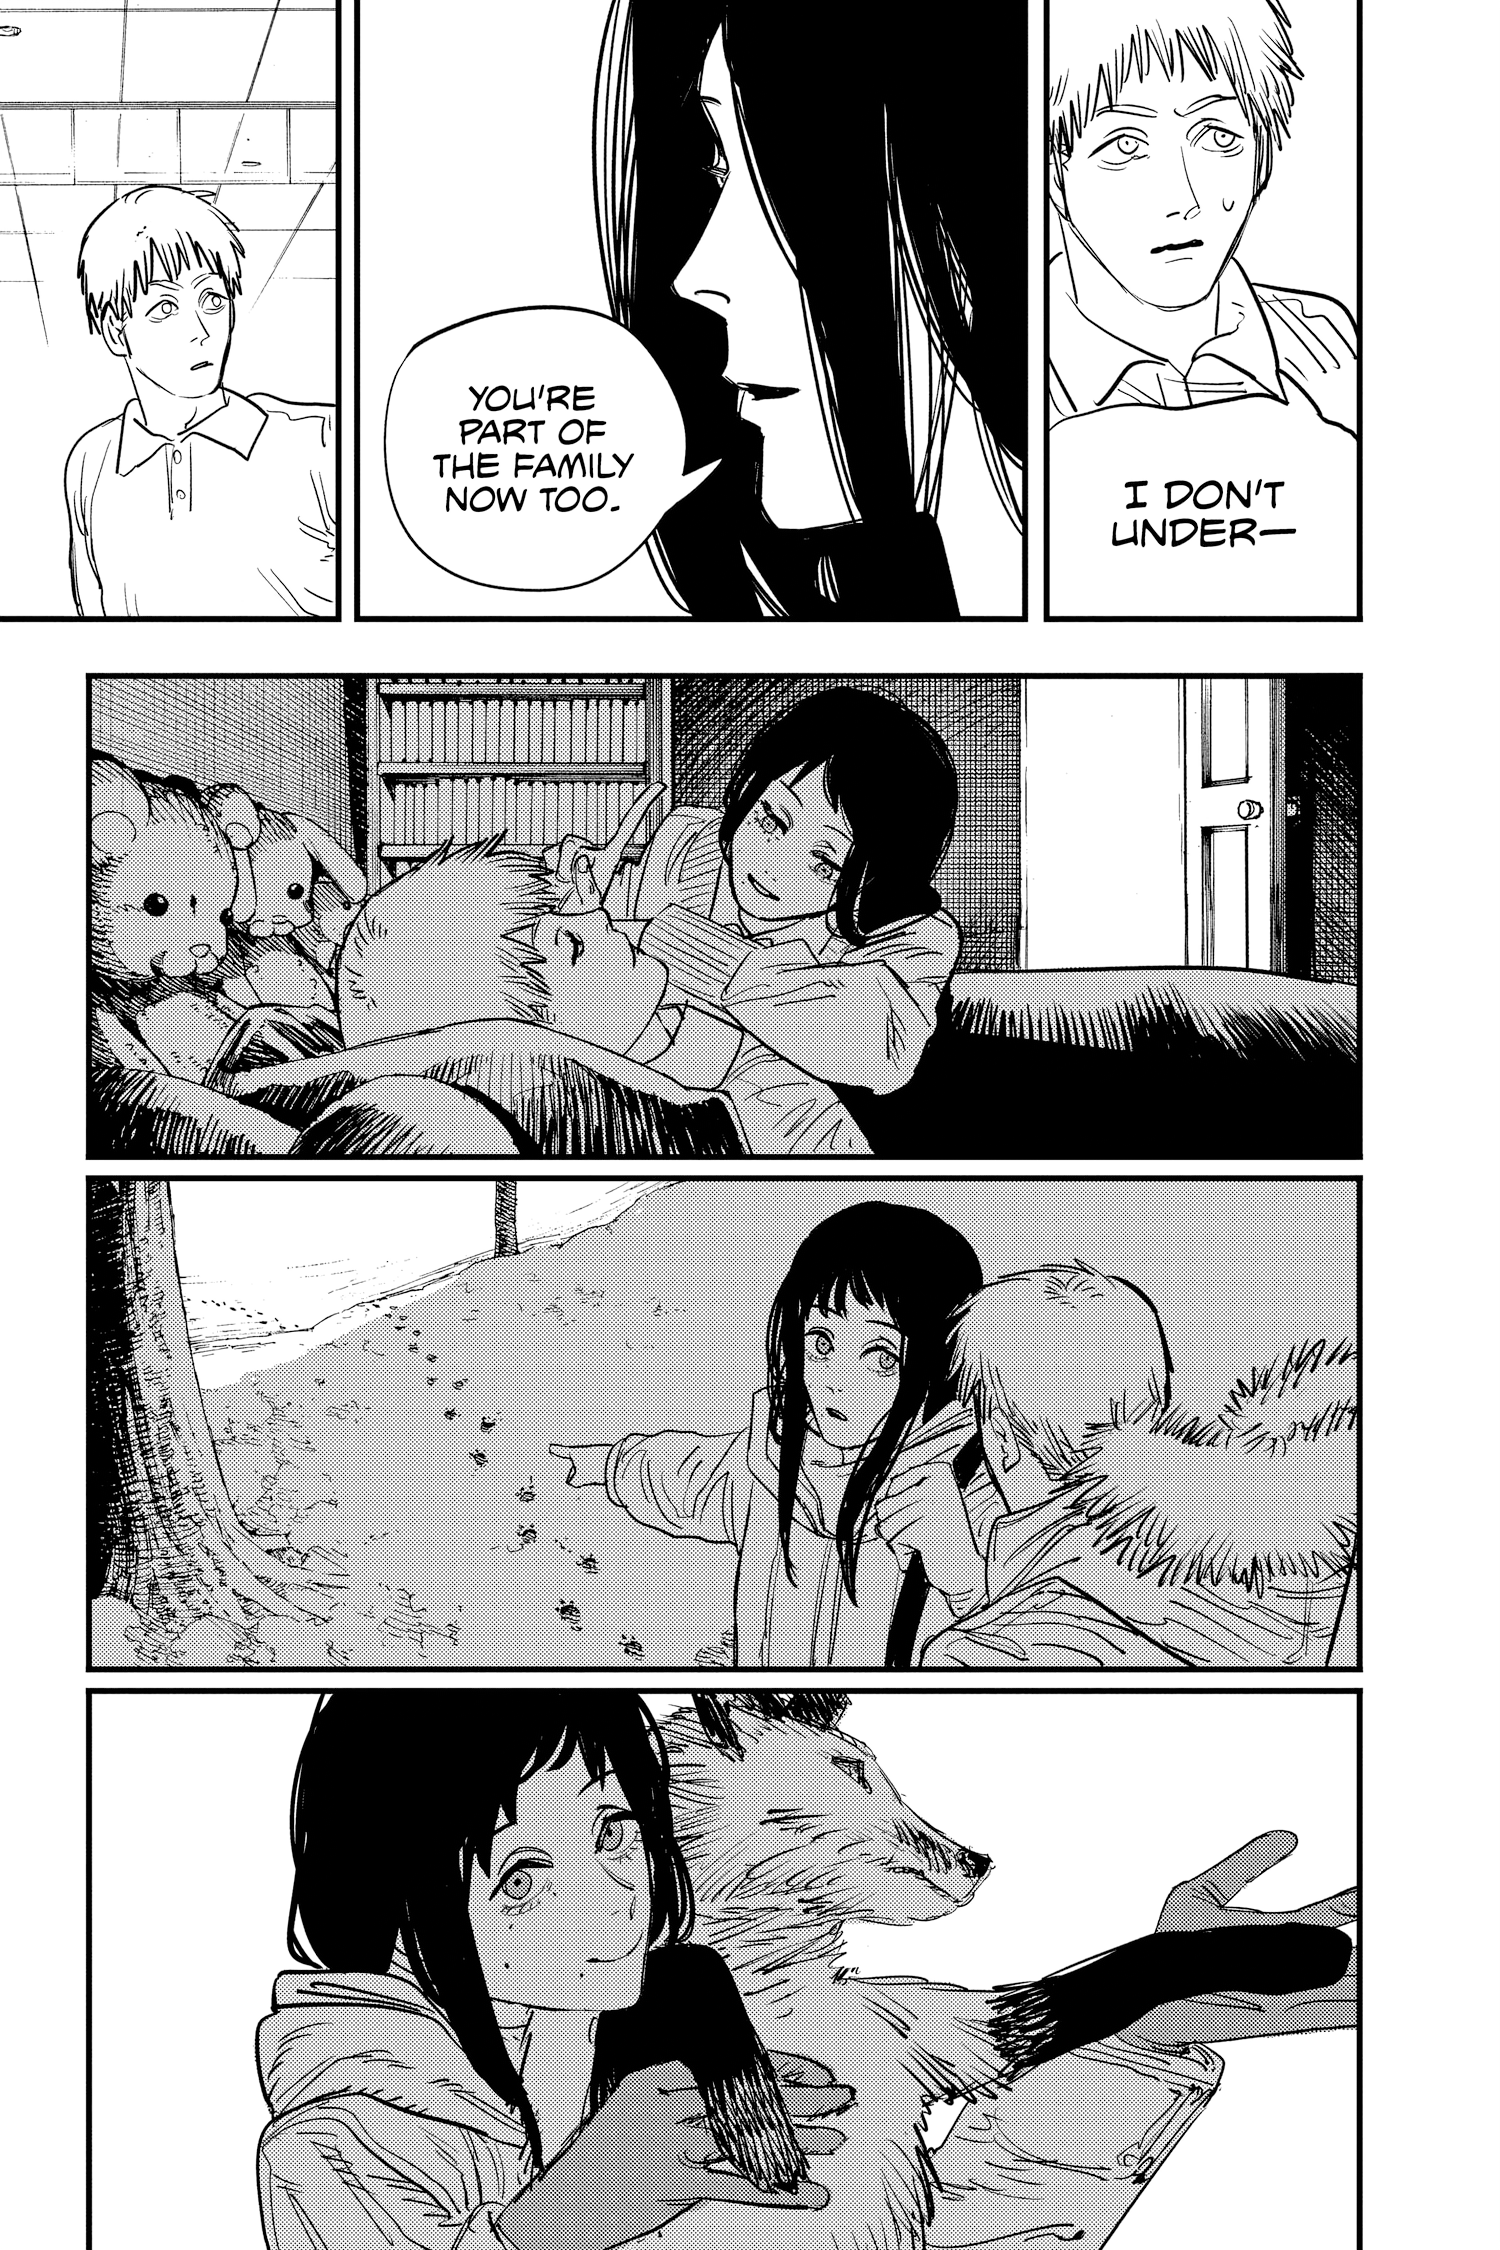 I DON'T
UNDER—
YOU'RE
PART OF
THE FAMILY
NOW TOO.